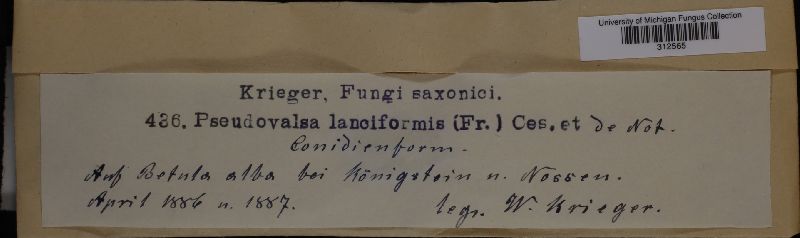 University of Michigan Fungus Collection
312565
Krieger, Fungi saxonici.
436. Pseudovalsa lanciformis (Fr.) Ces. et de Not.
Conidienform.
Auf Betula alba bei Königstein u. Nossen.
April 1886 u. 1887.
legr. W. Krieger.